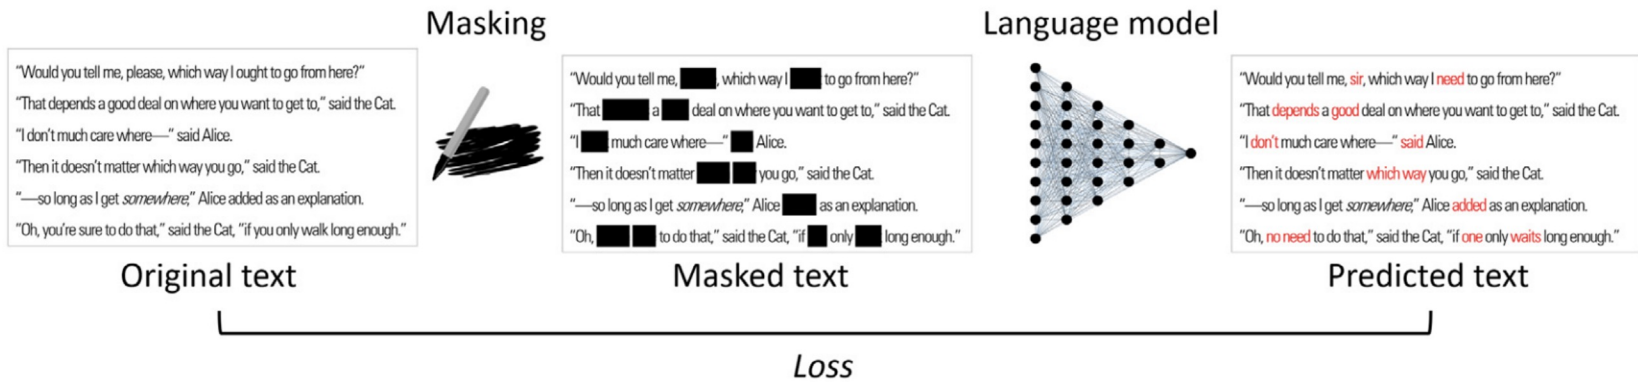 Masking
Language model
“Would you tell me, please, which way I ought to go from here?”
“That depends a good deal on where you want to get to,” said the Cat.
“I don’t much care where—“ said Alice.
“Then it doesn’t matter which way you go,” said the Cat.
“—so long as I get somewhere,” Alice added as an explanation.
“Oh, you’re sure to do that,” said the Cat, “if you only walk long enough.”
Original text
“Would you tell me, , which way I to go from here?”
“That a deal on where you want to get to,” said the Cat.
“I much care where—“ Alice.
“Then it doesn’t matter you go,” said the Cat.
“—so long as I get somewhere,” Alice as an explanation.
“Oh, to do that,” said the Cat, “if only long enough.”
Masked text
“Would you tell me, sir, which way I need to go from here?”
“That depends a good deal on where you want to get to,” said the Cat.
“I don’t much care where—“ said Alice.
“Then it doesn’t matter which way you go,” said the Cat.
“—so long as I get somewhere,” Alice added as an explanation.
“Oh, no need to do that,” said the Cat, “if one only waits long enough.”
Predicted text
Loss